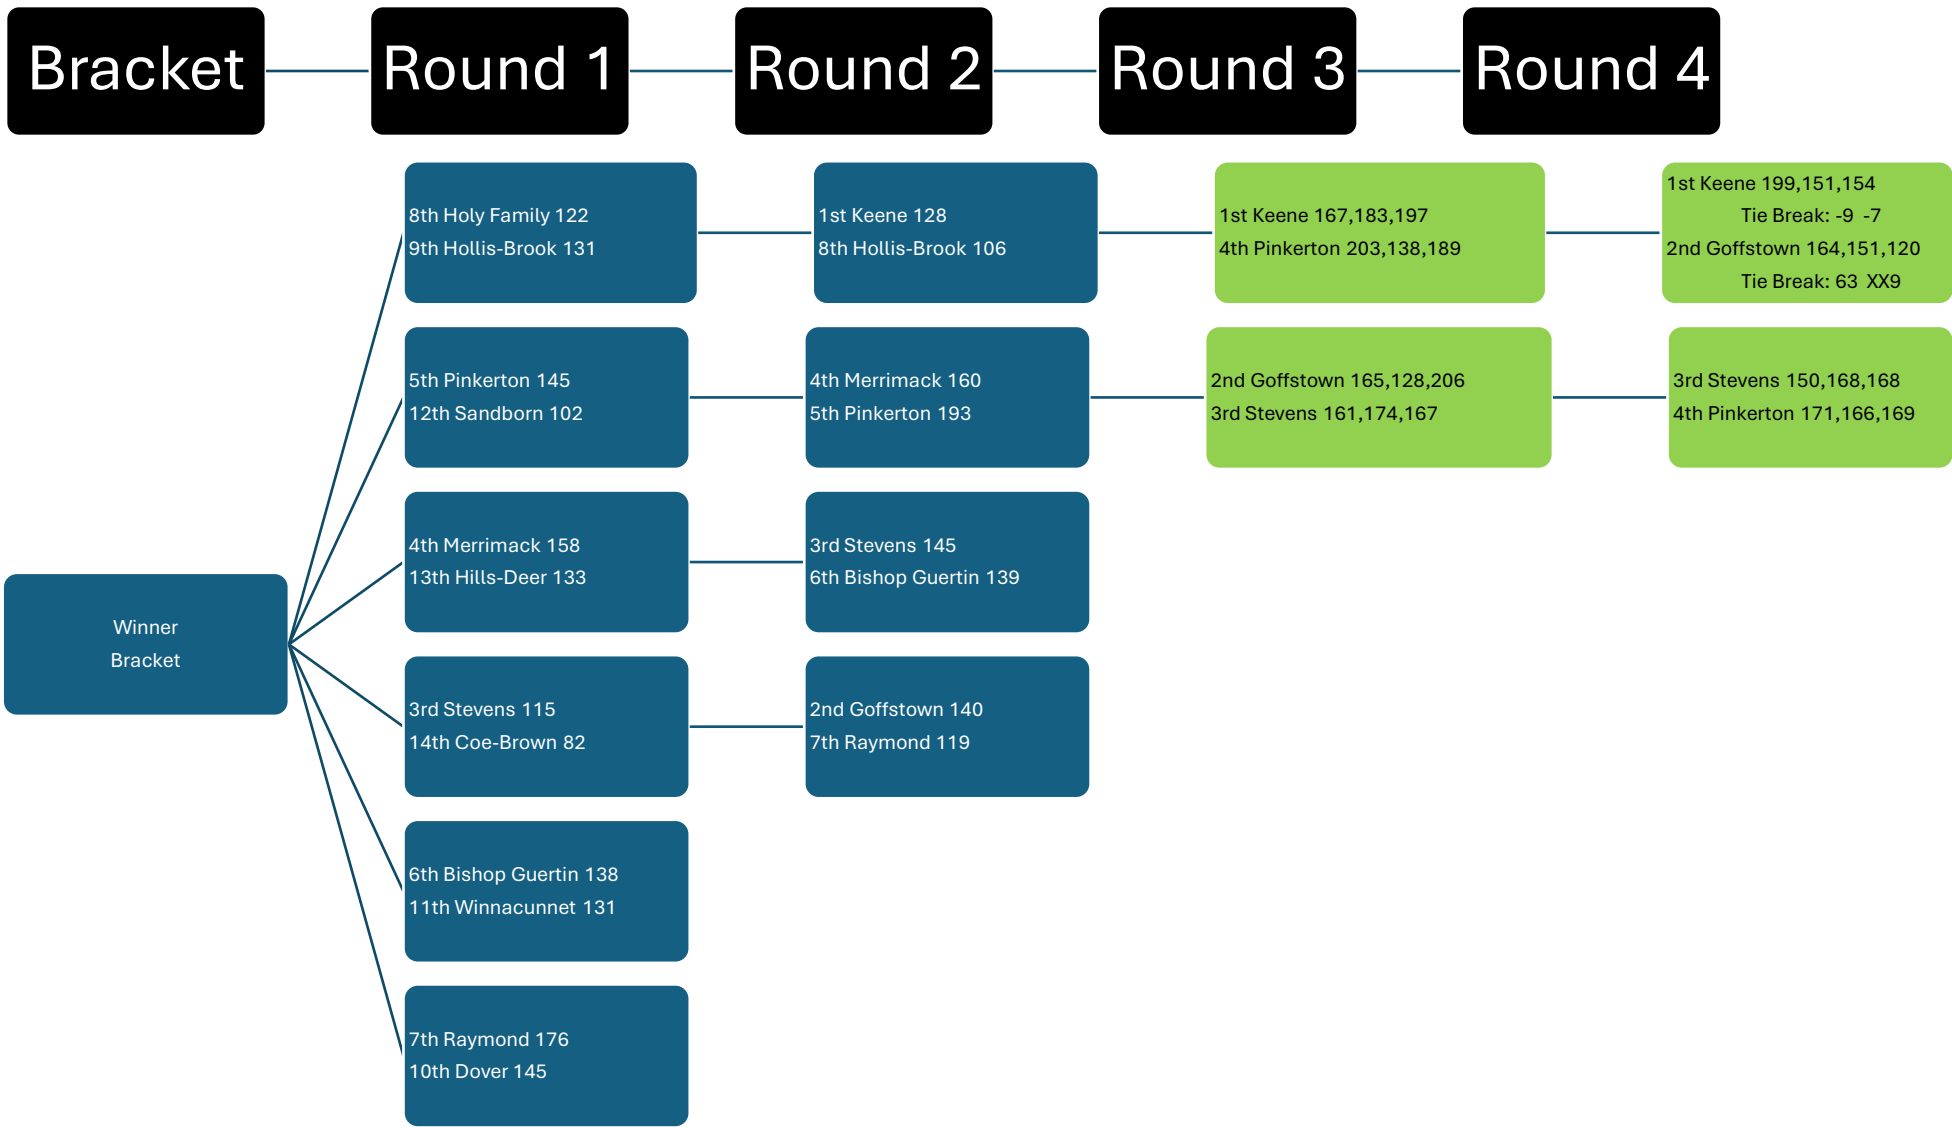 Bracket
Round 1
Round 2
Round 3
Round 4
Winner
Bracket
8th Holy Family 122
9th Hollis-Brook 131
5th Pinkerton 145
12th Sandborn 102
4th Merrimack 158
13th Hills-Deer 133
3rd Stevens 115
14th Coe-Brown 82
6th Bishop Guertin 138
11th Winnacunnet 131
7th Raymond 176
10th Dover 145
1st Keene 128
8th Hollis-Brook 106
4th Merrimack 160
5th Pinkerton 193
3rd Stevens 145
6th Bishop Guertin 139
2nd Goffstown 140
7th Raymond 119
1st Keene 167,183,197
4th Pinkerton 203,138,189
2nd Goffstown 165,128,206
3rd Stevens 161,174,167
1st Keene 199,151,154
Tie Break: -9 -7
2nd Goffstown 164,151,120
Tie Break: 63 XX9
3rd Stevens 150,168,168
4th Pinkerton 171,166,169